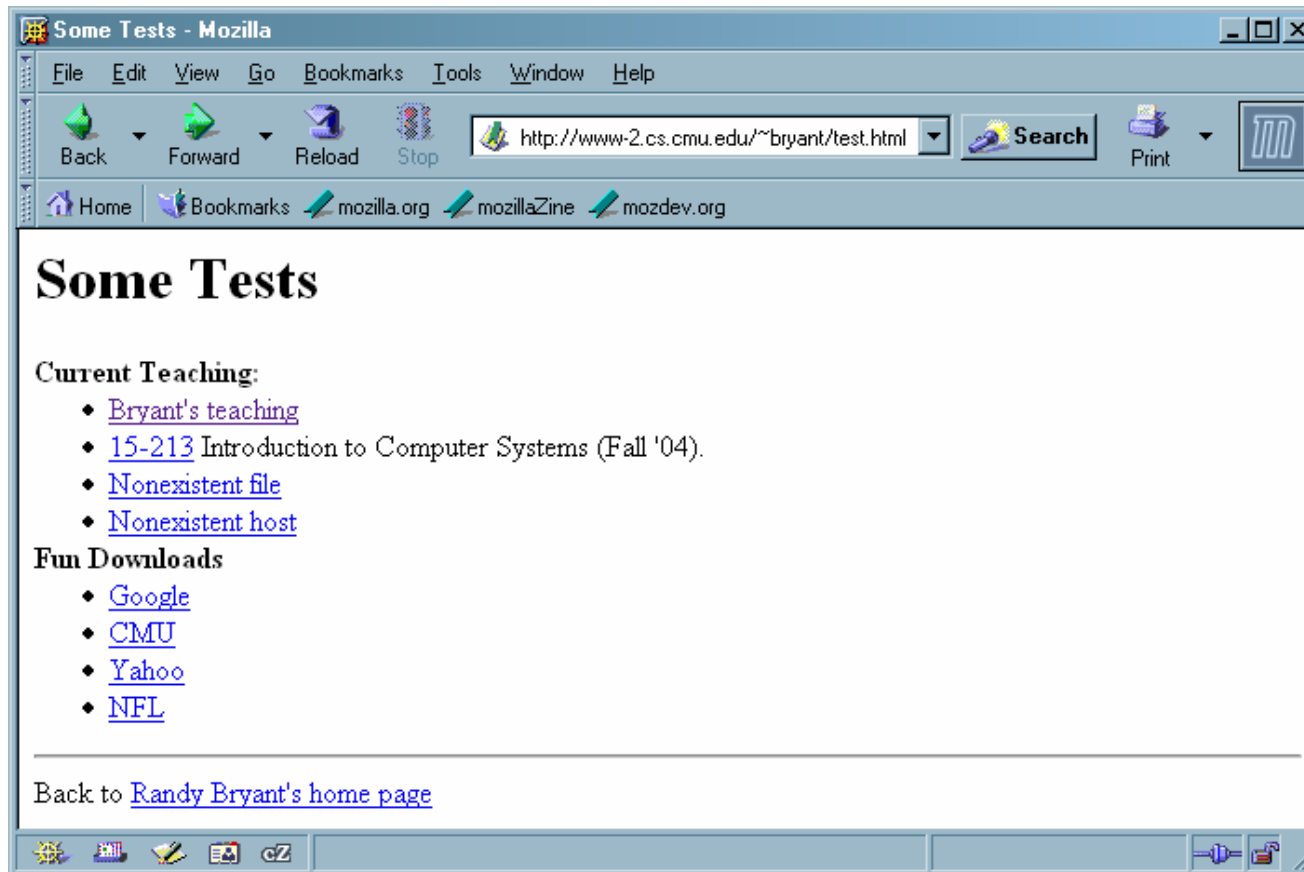 Some Tests - Mozilla
File Edit View Go Bookmarks Tools Window Help
Back Forward Reload Stop http://www-2.cs.cmu.edu/~bryant/test.html Search Print
Home Bookmarks mozilla.org mozillaZine mozdev.org
Some Tests
Current Teaching:
Bryant's teaching
15-213 Introduction to Computer Systems (Fall '04).
Nonexistent file
Nonexistent host
Fun Downloads
Google
CMU
Yahoo
NFL
Back to Randy Bryant's home page
cZ